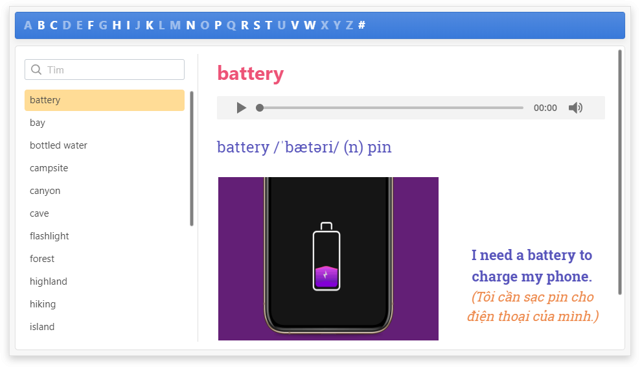 A B C D E F G H I J K L M N O P Q R S T U V W X Y Z #
Tìm
battery
bay
bottled water
campsite
canyon
cave
flashlight
forest
highland
hiking
island
battery
00:00
battery /ˈbætəri/ (n) pin
I need a battery to
charge my phone.
(Tôi cần sạc pin cho
điện thoại của mình.)